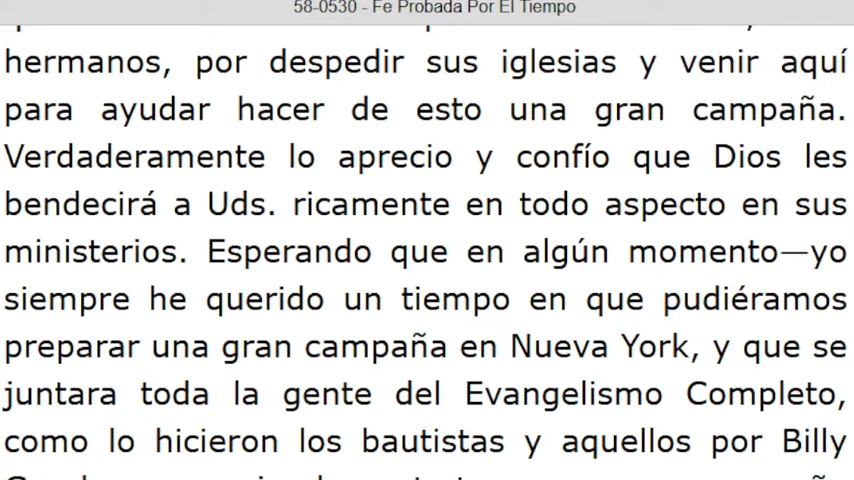 58-0530 - Fe Probada Por El Tiempo
hermanos, por despedir sus iglesias y venir aquí
para ayudar hacer de esto una gran campaña.
Verdaderamente lo aprecio y confío que Dios les
bendecirá a Uds. ricamente en todo aspecto en sus
ministerios. Esperando que en algún momento—yo
siempre he querido un tiempo en que pudiéramos
preparar una gran campaña en Nueva York, y que se
juntara toda la gente del Evangelismo Completo,
como lo hicieron los bautistas y aquellos por Billy